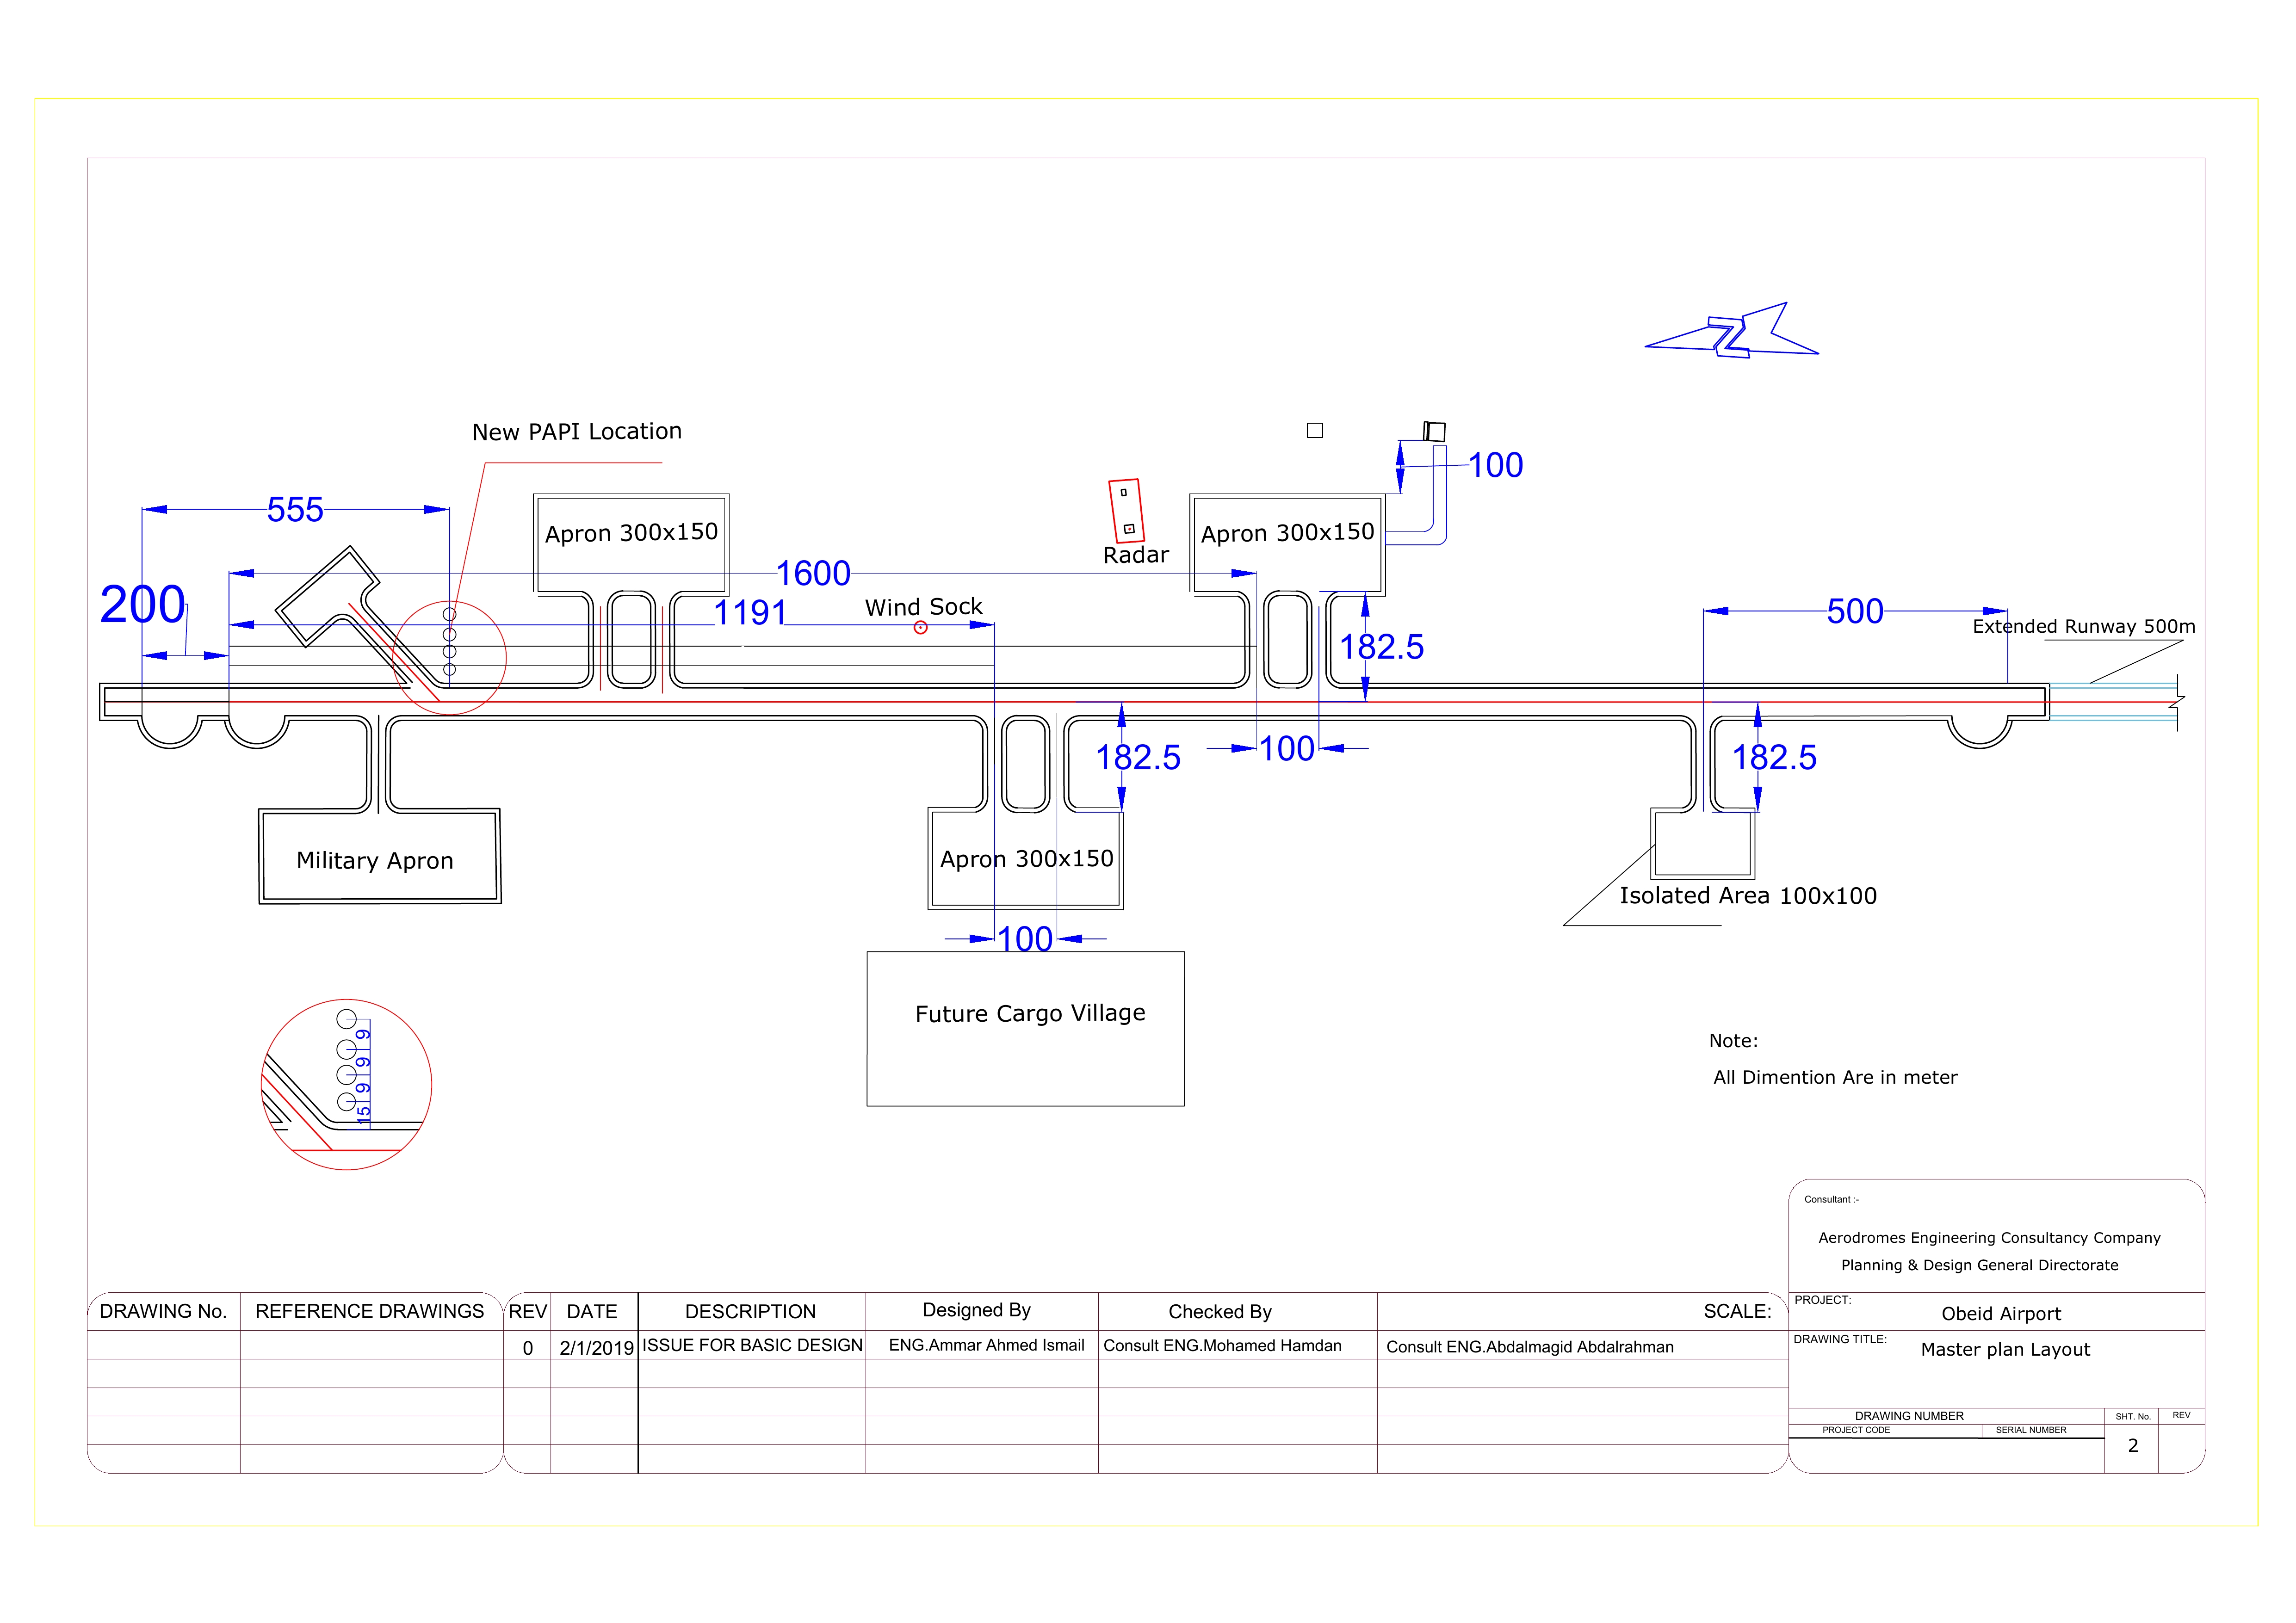 New PAPI Location
100
555
Apron 300x150
Apron 300x150
Radar
1600
200
1191
Wind Sock
500
Extended Runway 500m
182.5
100
182.5
182.5
Military Apron
Apron 300x150
Isolated Area 100x100
100
Future Cargo Village
9
9
9
15
Note:
All Dimention Are in meter
Consultant :-
Aerodromes Engineering Consultancy Company
Planning & Design General Directorate
PROJECT:
Obeid Airport
DRAWING TITLE:
Master plan Layout
DRAWING NUMBER
SHT. No.
REV
PROJECT CODE
SERIAL NUMBER
2
DRAWING No.
REFERENCE DRAWINGS
REV
DATE
DESCRIPTION
Designed By
Checked By
SCALE:
0
2/1/2019
ISSUE FOR BASIC DESIGN
ENG.Ammar Ahmed Ismail
Consult ENG.Mohamed Hamdan
Consult ENG.Abdalmagid Abdalrahman